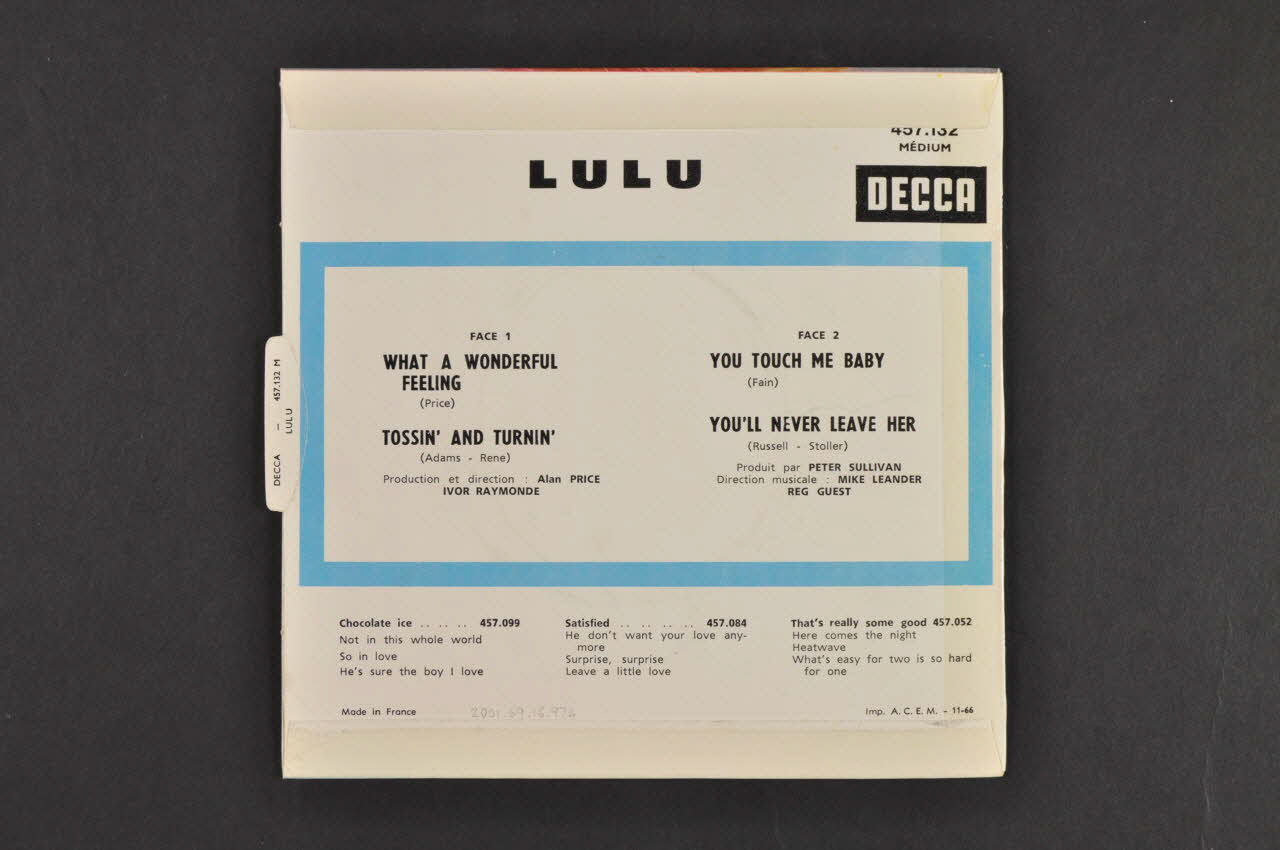 457.132
MÉDIUM
LULU
DECCA
DECCA — 457.132 M
LULU
FACE 1
WHAT A WONDERFUL
FEELING
(Price)
TOSSIN' AND TURNIN'
(Adams - Rene)
Production et direction : Alan PRICE
IVOR RAYMONDE
FACE 2
YOU TOUCH ME BABY
(Fain)
YOU'LL NEVER LEAVE HER
(Russell - Stoller)
Produit par PETER SULLIVAN
Direction musicale : MIKE LEANDER
REG GUEST
Chocolate ice .. .. .. 457.099
Not in this whole world
So in love
He's sure the boy I love
Satisfied .. .. .. .. 457.084
He don't want your love any-
more
Surprise, surprise
Leave a little love
That's really some good 457.052
Here comes the night
Heatwave
What's easy for two is so hard
for one
Made in France
Imp. A. C. E. M. - 11-66